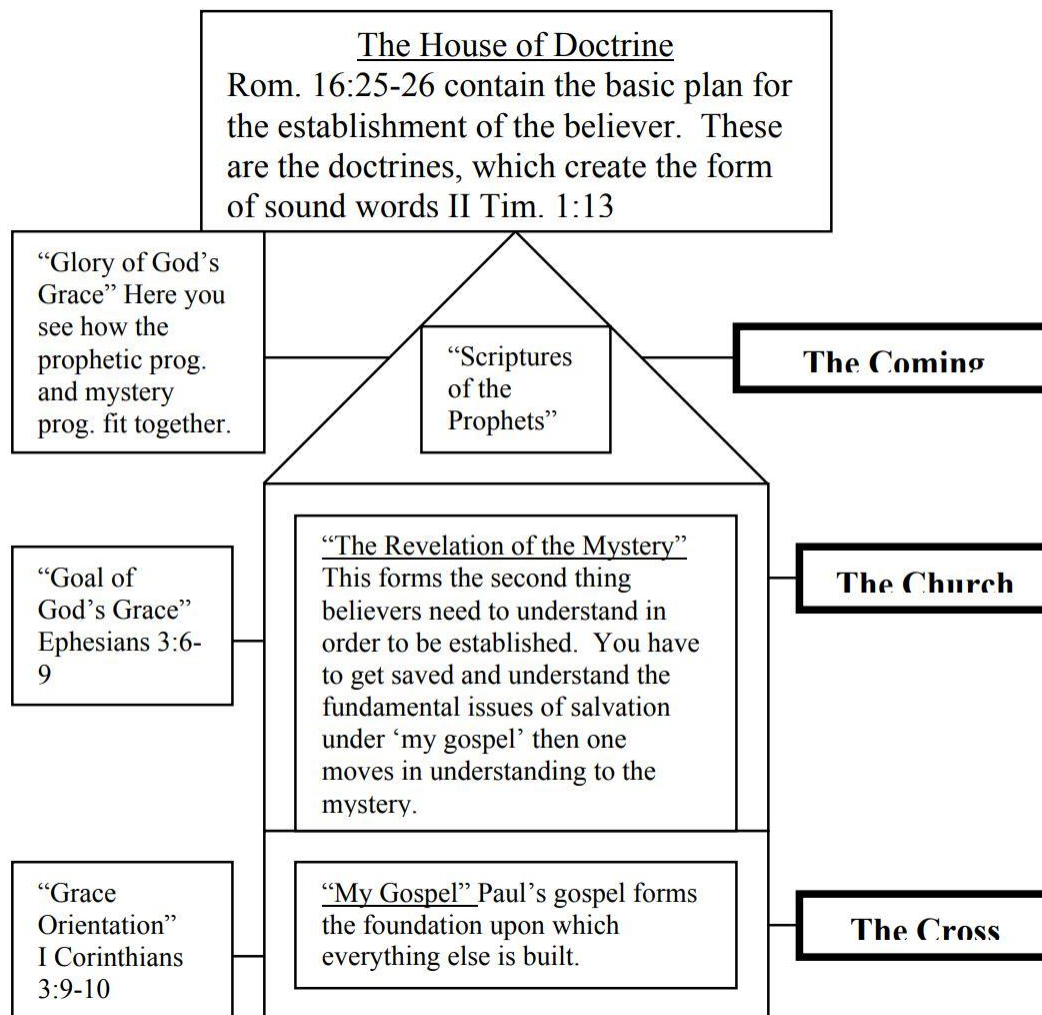 The House of Doctrine
Rom. 16:25-26 contain the basic plan for
the establishment of the believer.  These
are the doctrines, which create the form
of sound words II Tim. 1:13
“Glory of God’s
Grace” Here you
see how the
prophetic prog.
and mystery
prog. fit together.
“Scriptures
of the
Prophets”
The Coming
“Goal of
God’s Grace”
Ephesians 3:6-
9
“The Revelation of the Mystery”
This forms the second thing
believers need to understand in
order to be established.  You have
to get saved and understand the
fundamental issues of salvation
under ‘my gospel’ then one
moves in understanding to the
mystery.
The Church
“Grace
Orientation”
I Corinthians
3:9-10
“My Gospel” Paul’s gospel forms
the foundation upon which
everything else is built.
The Cross